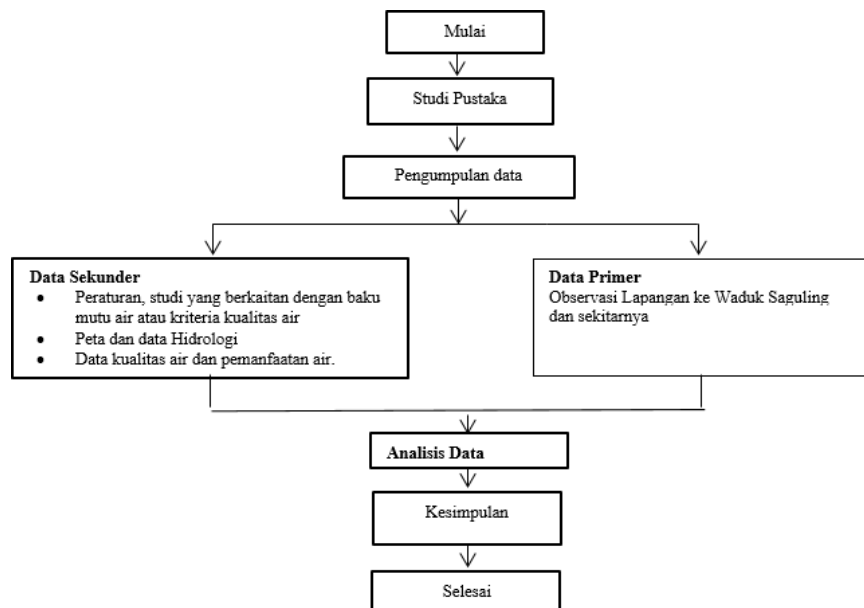 Mulai
Studi Pustaka
Pengumpulan data
Data Sekunder
• Peraturan, studi yang berkaitan dengan baku
mutu air atau kriteria kualitas air
• Peta dan data Hidrologi
• Data kualitas air dan pemanfaatan air.
Data Primer
Observasi Lapangan ke Waduk Saguling
dan sekitarnya
Analisis Data
Kesimpulan
Selesai